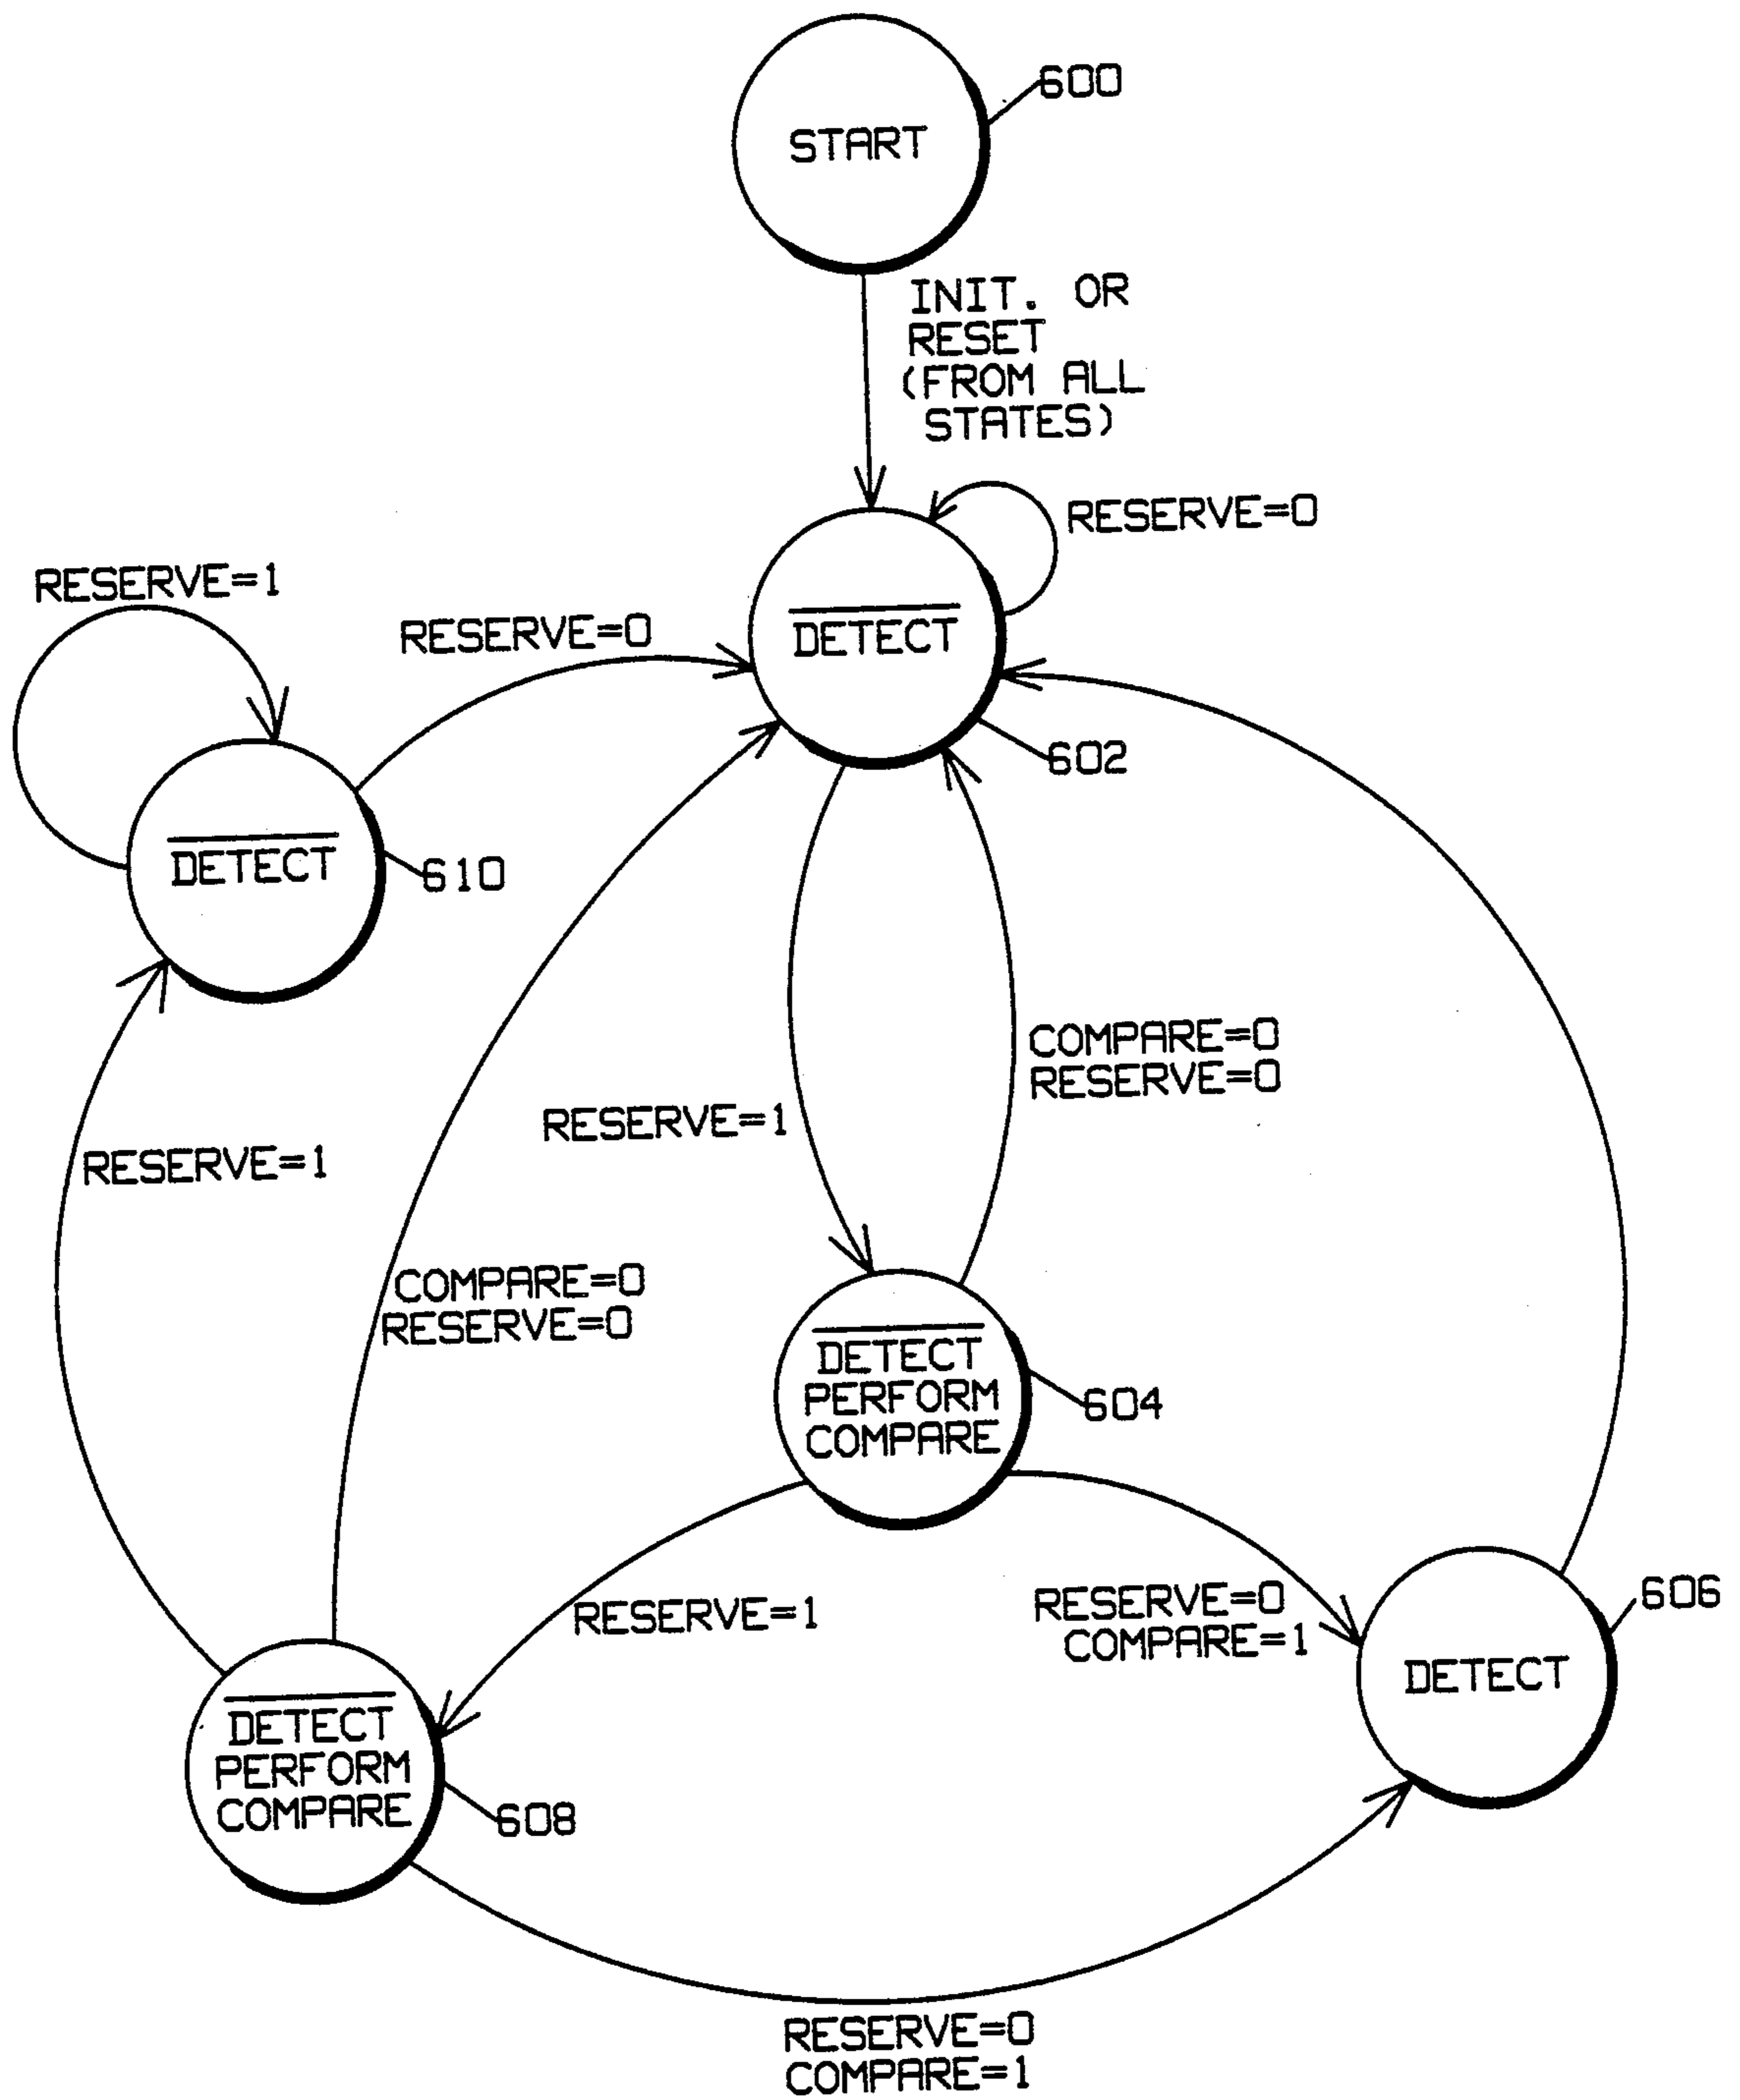 600
START
INIT. OR
RESET
(FROM ALL
STATES)
RESERVE=0
RESERVE=1
RESERVE=0
DETECT
602
DETECT
610
COMPARE=0
RESERVE=0
RESERVE=1
RESERVE=1
COMPARE=0
RESERVE=0
DETECT
PERFORM
COMPARE
604
RESERVE=1
RESERVE=0
COMPARE=1
606
DETECT
DETECT
PERFORM
COMPARE
608
RESERVE=0
COMPARE=1